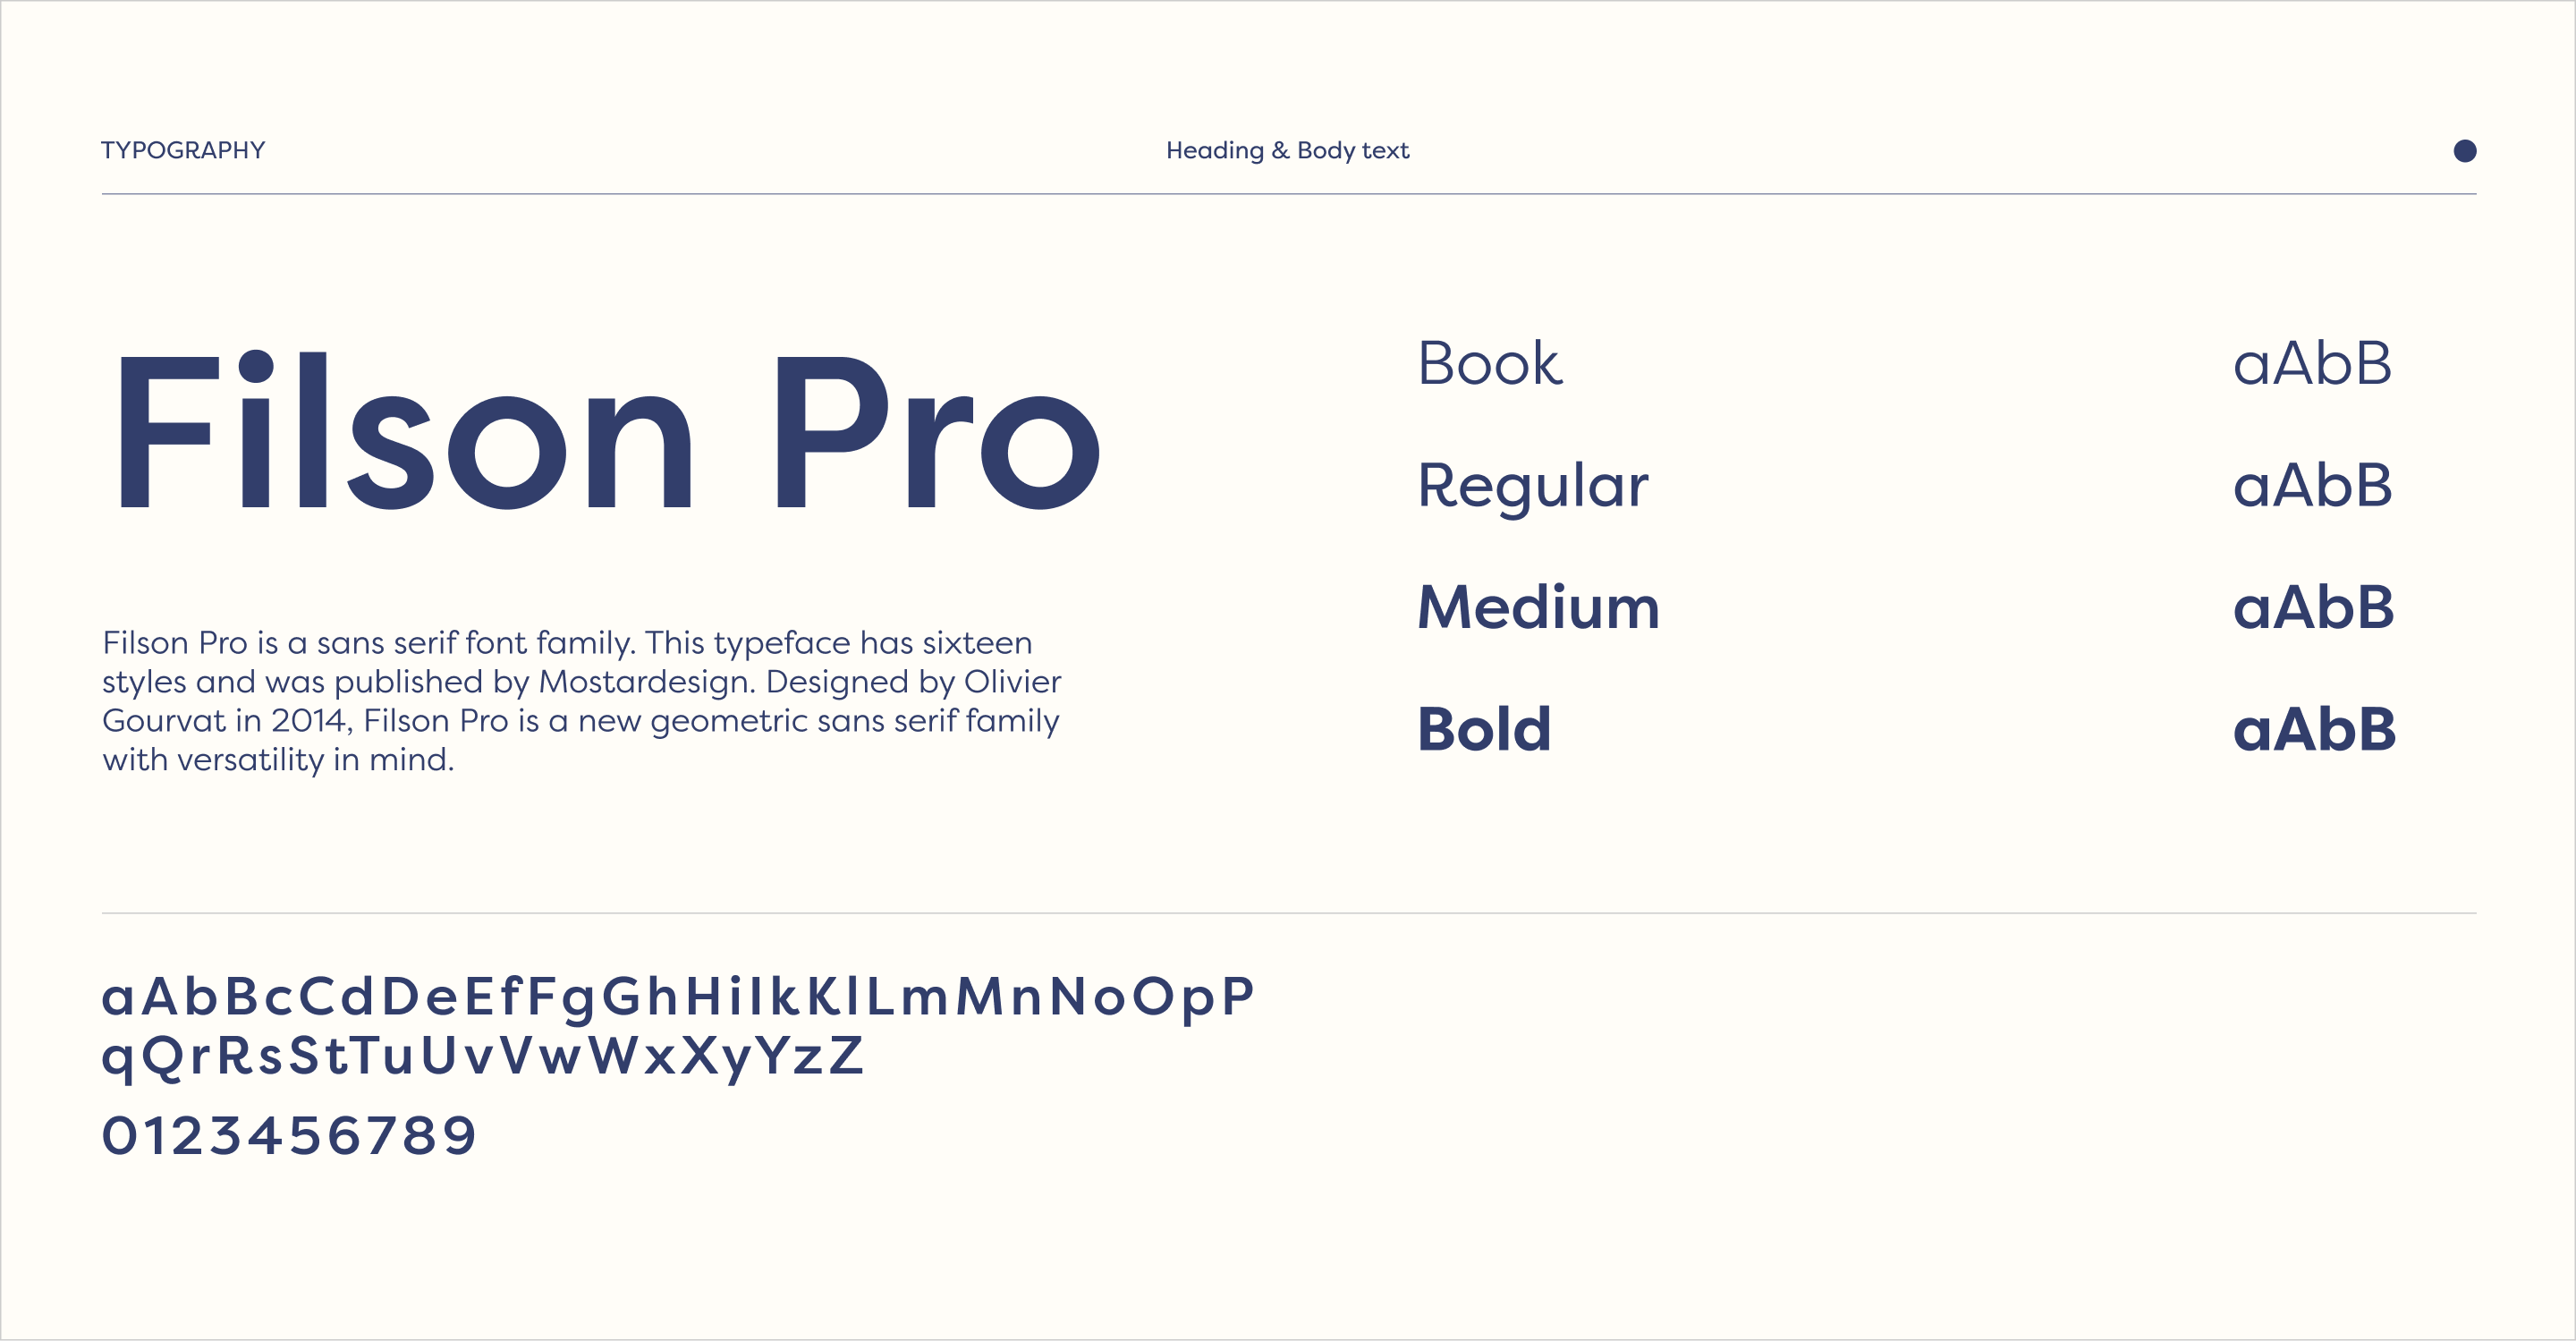 TYPOGRAPHY
Heading & Body text
Filson Pro
Filson Pro is a sans serif font family. This typeface has sixteen
styles and was published by Mostardesign. Designed by Olivier
Gourvat in 2014, Filson Pro is a new geometric sans serif family
with versatility in mind.
Book aAbB
Regular aAbB
Medium aAbB
Bold aAbB
aAbBcCdDeEfFgGhHiIkKlLmMnNoOpP
qQrRsStTuUvVwWxXyYzZ
0123456789